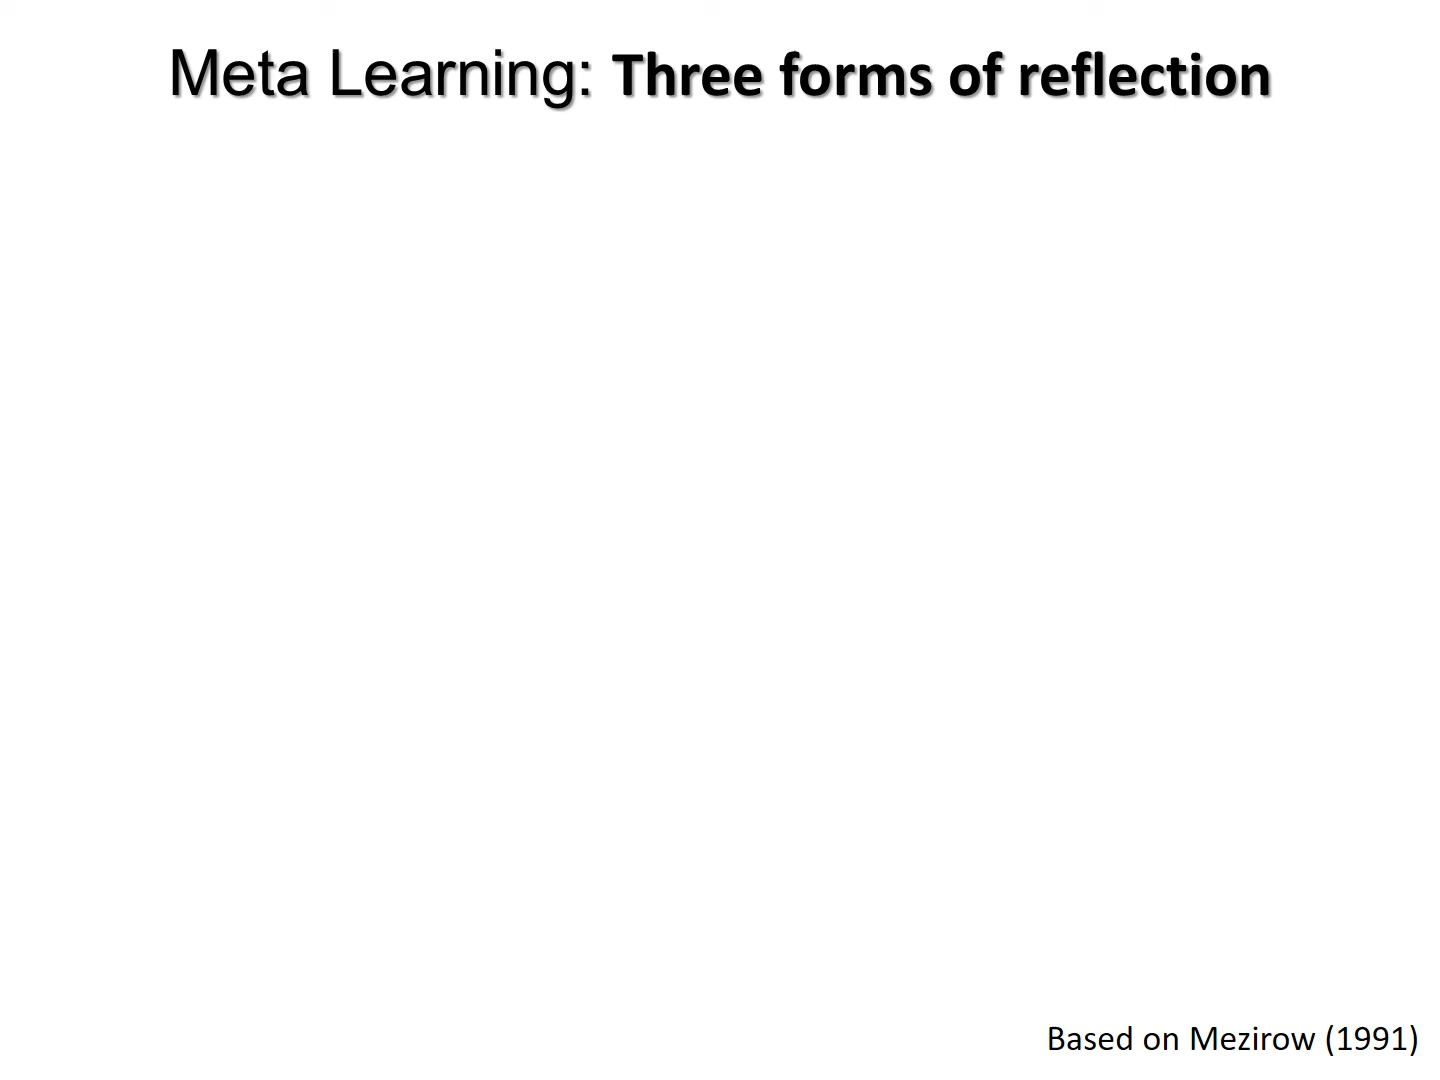 Meta Learning: Three forms of reflection
Based on Mezirow (1991)